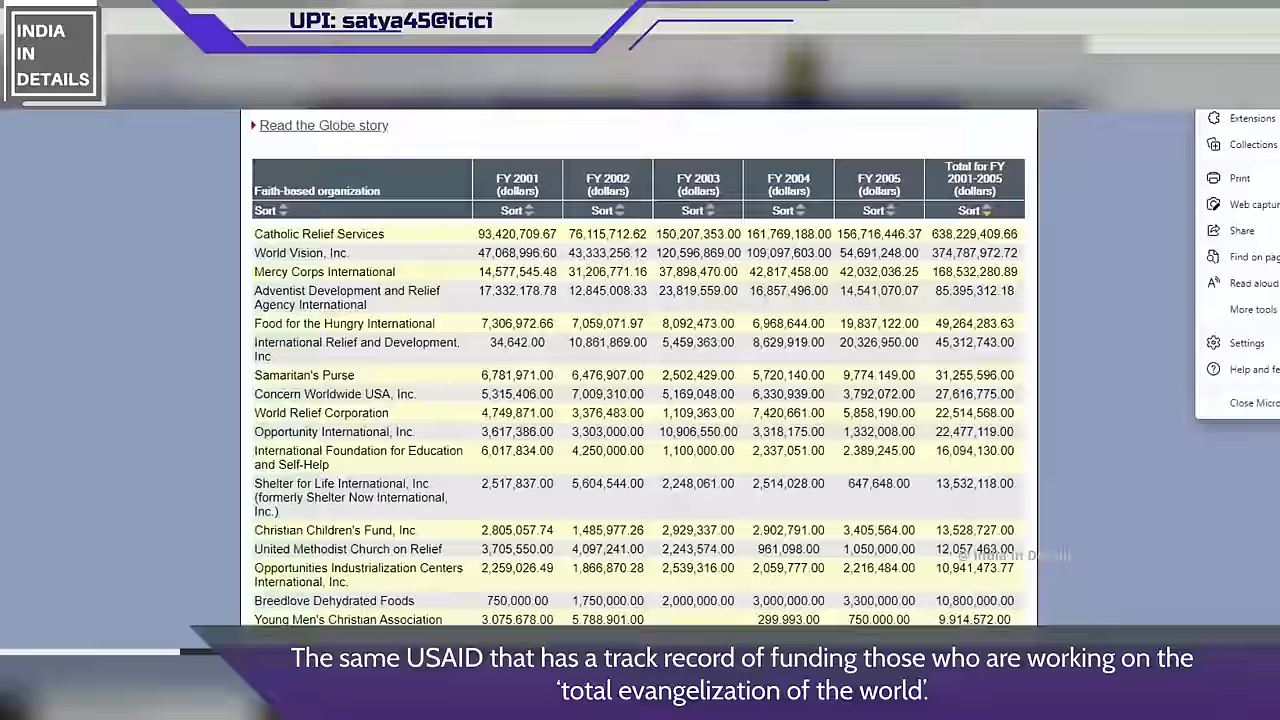 UPI: satya45@icici
INDIA
IN
DETAILS
Read the Globe story
Faith-based organization FY 2001 (dollars) FY 2002 (dollars) FY 2003 (dollars) FY 2004 (dollars) FY 2005 (dollars) Total for FY 2001-2005 (dollars)
Sort Sort Sort Sort Sort Sort Sort
Catholic Relief Services 93,420,709.67 76,115,712.62 150,207,353.00 161,769,188.00 156,716,446.37 638,229,409.66
World Vision, Inc. 47,068,996.60 43,333,256.12 120,596,869.00 109,097,603.00 54,691,248.00 374,787,972.72
Mercy Corps International 14,577,545.48 31,206,771.16 37,898,470.00 42,817,458.00 42,032,036.25 168,532,280.89
Adventist Development and Relief 17,332,178.78 12,845,008.33 23,819,559.00 16,857,496.00 14,541,070.07 85,395,312.18
Agency International
Food for the Hungry International 7,306,972.66 7,059,071.97 8,092,473.00 6,968,644.00 19,837,122.00 49,264,283.63
International Relief and Development, 34,642.00 10,861,869.00 5,459,363.00 8,629,919.00 20,326,950.00 45,312,743.00
Inc
Samaritan's Purse 6,781,971.00 6,476,907.00 2,502,429.00 5,720,140.00 9,774,149.00 31,255,596.00
Concern Worldwide USA, Inc. 5,315,406.00 7,009,310.00 5,169,048.00 6,330,939.00 3,792,072.00 27,616,775.00
World Relief Corporation 4,749,871.00 3,376,483.00 1,109,363.00 7,420,661.00 5,858,190.00 22,514,568.00
Opportunity International, Inc. 3,617,386.00 3,303,000.00 10,906,550.00 3,318,175.00 1,332,008.00 22,477,119.00
International Foundation for Education 6,017,834.00 4,250,000.00 1,100,000.00 2,337,051.00 2,389,245.00 16,094,130.00
and Self-Help
Shelter for Life International, Inc 2,517,837.00 5,604,544.00 2,248,061.00 2,514,028.00 647,648.00 13,532,118.00
(formerly Shelter Now International,
Inc.)
Christian Children's Fund, Inc 2,805,057.74 1,485,977.26 2,929,337.00 2,902,791.00 3,405,564.00 13,528,727.00
United Methodist Church on Relief 3,705,550.00 4,097,241.00 2,243,574.00 961,098.00 1,050,000.00 12,057,463.00
Opportunities Industrialization Centers 2,259,026.49 1,866,870.28 2,539,316.00 2,059,777.00 2,216,484.00 10,941,473.77
International, Inc.
Breedlove Dehydrated Foods 750,000.00 1,750,000.00 2,000,000.00 3,000,000.00 3,300,000.00 10,800,000.00
Young Men's Christian Association 3,075,678.00 5,788,901.00 299,993.00 750,000.00 9,914,572.00
Extensions
Collections
Print
Web captur
Share
Find on pag
Read aloud
More tools
Settings
Help and fe
Close Micro
The same USAID that has a track record of funding those who are working on the
'total evangelization of the world'.